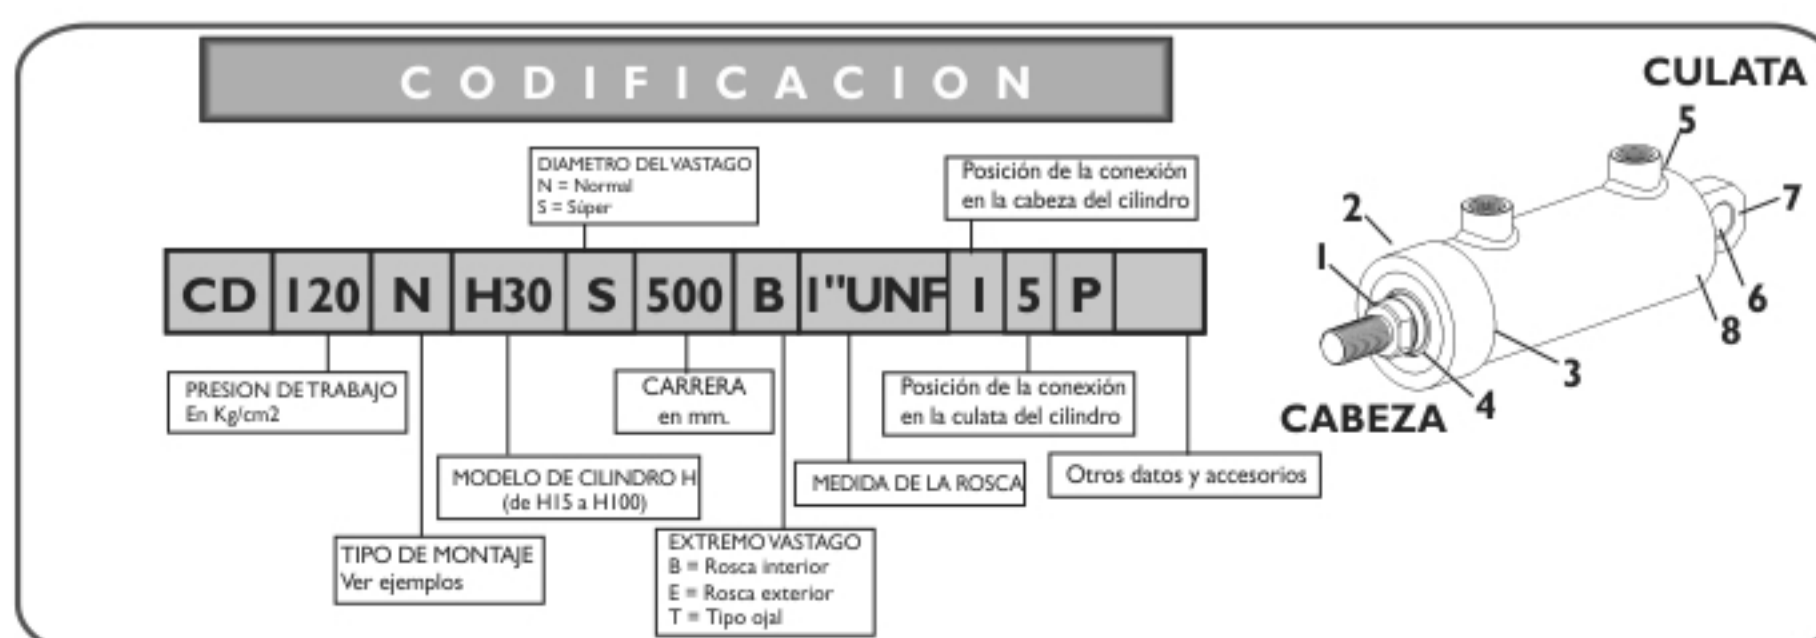 CODIFICACION
CULATA
5
DIAMETRO DEL VASTAGO
N = Normal
S = Súper
Posición de la conexión
en la cabeza del cilindro
2
7
1
CD 120 N H30 S 500 B 1"UNF 1 5 P
6
8
PRESION DE TRABAJO
En Kg/cm2
CARRERA
en mm.
Posición de la conexión
en la culata del cilindro
3
4
CABEZA
MODELO DE CILINDRO H
(de H15 a H100)
MEDIDA DE LA ROSCA
Otros datos y accesorios
TIPO DE MONTAJE
Ver ejemplos
EXTREMO VASTAGO
B = Rosca interior
E = Rosca exterior
T = Tipo ojal